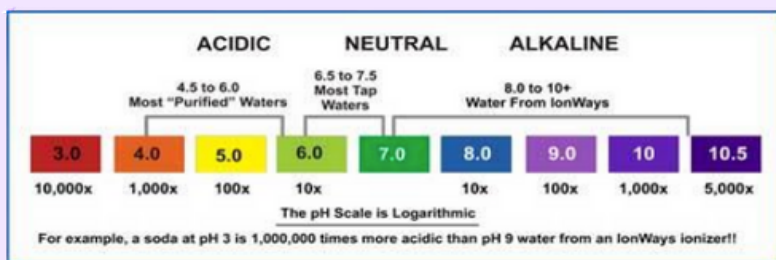 ACIDIC NEUTRAL ALKALINE
4.5 to 6.0
Most “Purified” Waters
6.5 to 7.5
Most Tap
Waters
8.0 to 10+
Water From IonWays
3.0 4.0 5.0 6.0 7.0 8.0 9.0 10 10.5
10,000x 1,000x 100x 10x 10x 100x 1,000x 5,000x
The pH Scale is Logarithmic
For example, a soda at pH 3 is 1,000,000 times more acidic than pH 9 water from an IonWays ionizer!!